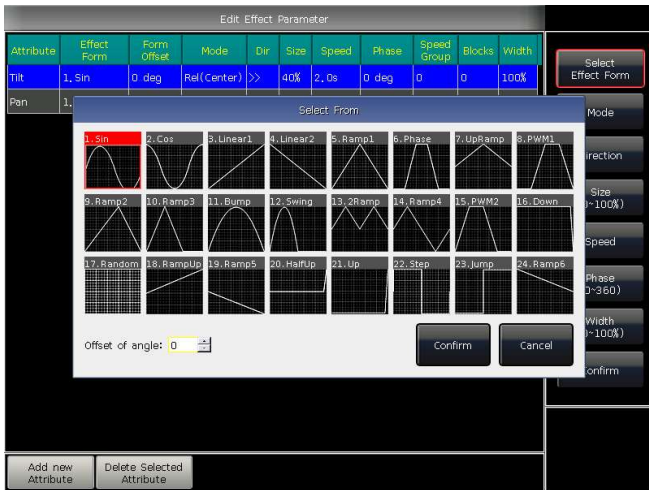 Edit Effect Parameter
Attribute
Effect Form
Form Offset
Mode
Dir
Size
Speed
Phase
Speed Group
Blocks
Width
Tilt
1.Sin
0 deg
Rel(Center)
>>
40%
2.0s
0 deg
0
0
100%
Pan
1.
Select From
1.Sin
2.Cos
3.Linear1
4.Linear2
5.Ramp1
6.Phase
7.UpRamp
8.PWM1
9.Ramp2
10.Ramp3
11.Bump
12.Swing
13.2Ramp
14.Ramp4
15.PWM2
16.Down
17.Random
18.RampUp
19.Ramp5
20.HalfUp
21.Up
22.Step
23.Jump
24.Ramp6
Offset of angle: 0
Confirm
Cancel
Select
Effect Form
Mode
irection
Size
~100%)
Speed
Phase
~360)
Width
~100%)
onfirm
Add new
Attribute
Delete Selected
Attribute